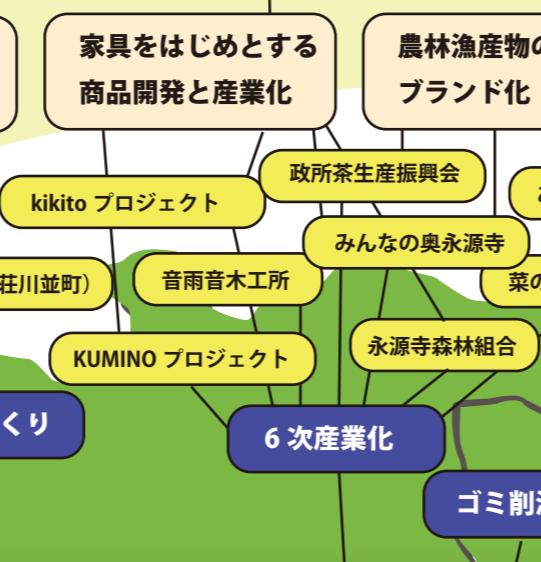 家具をはじめとする
商品開発と産業化
農林漁産物の
ブランド化
政所茶生産振興会
kikito プロジェクト
みんなの奥永源寺
荘川並町）
音雨音木工所
菜の
KUMINO プロジェクト
永源寺森林組合
くり
6 次産業化
ゴミ削